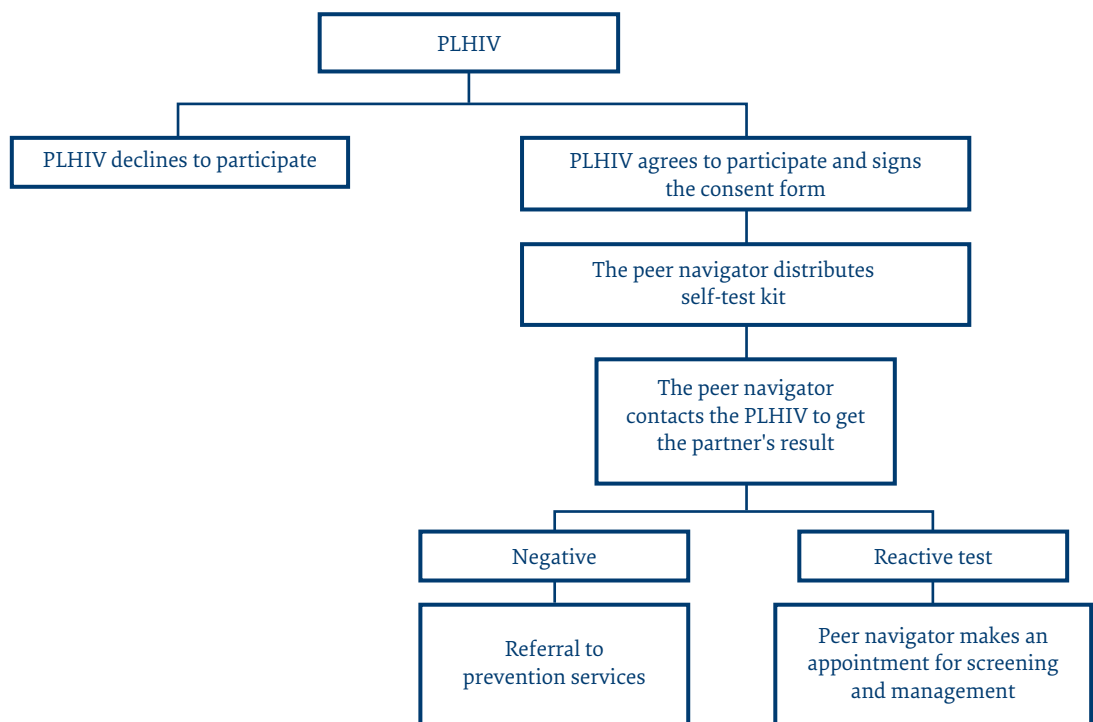 PLHIV
PLHIV declines to participate
PLHIV agrees to participate and signs
the consent form
The peer navigator distributes
self-test kit
The peer navigator
contacts the PLHIV to get
the partner's result
Negative
Reactive test
Referral to
prevention services
Peer navigator makes an
appointment for screening
and management